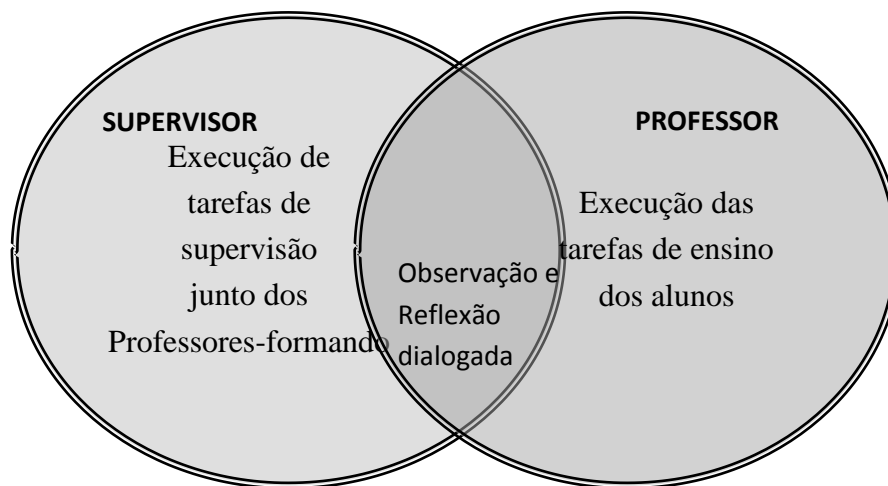 SUPERVISOR
Execução de
tarefas de
supervisão
junto dos
Professores-formando
Observação e
Reflexão
dialogada
PROFESSOR
Execução das
tarefas de ensino
dos alunos